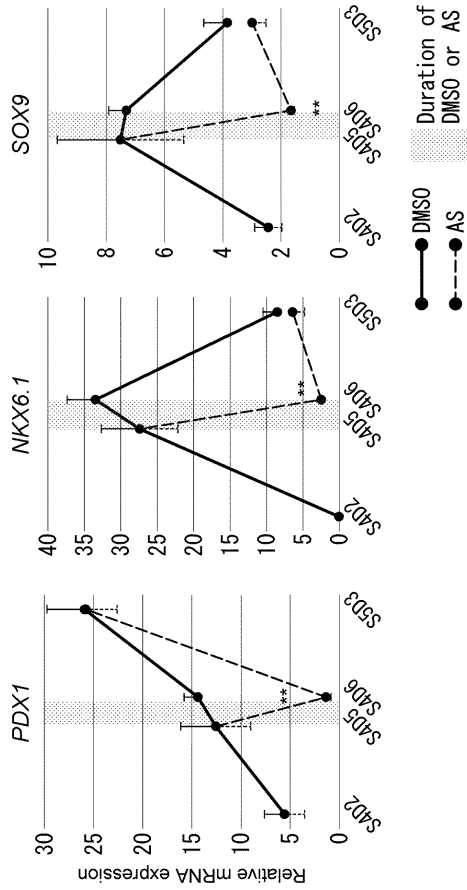 PDX1
Relative mRNA expression
30
25
20
15
10
5
0
**
S4D2
S4D5
S4D6
S5D3
NKX6.1
40
35
30
25
20
15
10
5
0
**
S4D2
S4D5
S4D6
S5D3
SOX9
10
8
6
4
2
0
**
S4D2
S4D5
S4D6
S5D3
DMSO
AS
Duration of
DMSO or AS